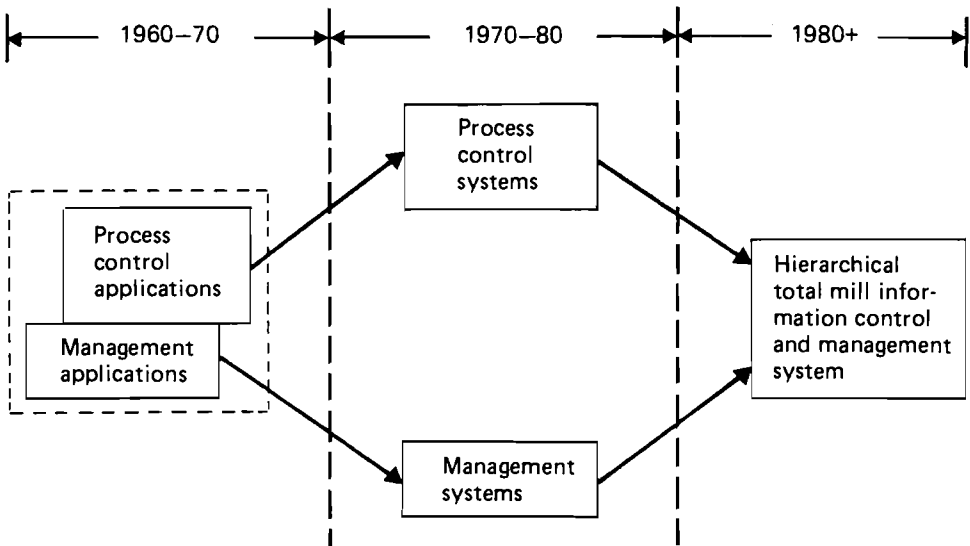 1960–70
1970–80
1980+
Process
control
applications
Management
applications
Process
control
systems
Management
systems
Hierarchical
total mill infor-
mation control
and management
system